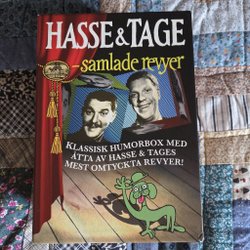 HASSE & TAGE
- samlade revyer
KLASSISK HUMORBOX MED
ÅTTA AV HASSE & TAGES
MEST OMTYCKTA REVYER!